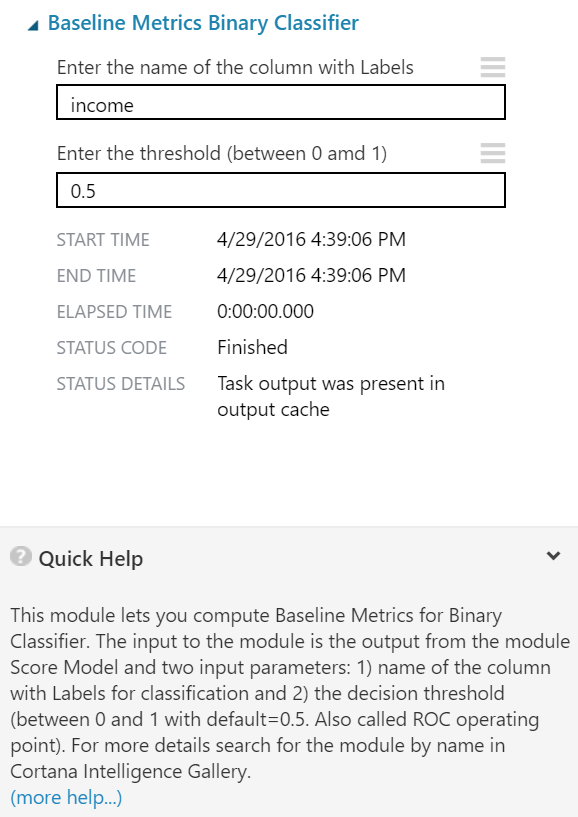 Baseline Metrics Binary Classifier
Enter the name of the column with Labels
income
Enter the threshold (between 0 amd 1)
0.5
START TIME 4/29/2016 4:39:06 PM
END TIME 4/29/2016 4:39:06 PM
ELAPSED TIME 0:00:00.000
STATUS CODE Finished
STATUS DETAILS Task output was present in
output cache
? Quick Help
This module lets you compute Baseline Metrics for Binary
Classifier. The input to the module is the output from the module
Score Model and two input parameters: 1) name of the column
with Labels for classification and 2) the decision threshold
(between 0 and 1 with default=0.5. Also called ROC operating
point). For more details search for the module by name in
Cortana Intelligence Gallery.
(more help...)